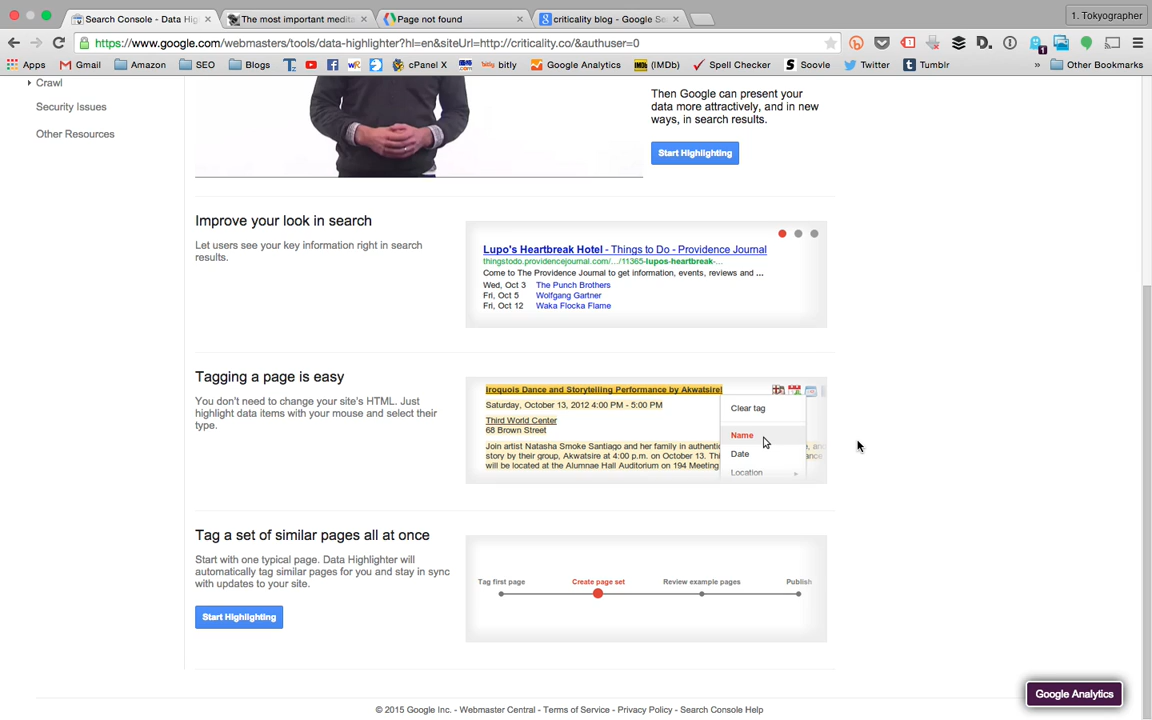 Search Console - Data Hig
The most important medita
Page not found
criticality blog - Google Se
1. Tokyographer
https://www.google.com/webmasters/tools/data-highlighter?hl=en&siteUrl=http://criticality.co/&authuser=0
Apps Gmail Amazon SEO Blogs cPanel X bitly Google Analytics IMDb (IMDb) Spell Checker Soovle Twitter Tumblr » Other Bookmarks
Crawl
Security Issues
Other Resources
Then Google can present your
data more attractively, and in new
ways, in search results.
Start Highlighting
Improve your look in search
Let users see your key information right in search
results.
Lupo's Heartbreak Hotel - Things to Do - Providence Journal
thingstodo.providencejournal.com/.../11365-lupos-heartbreak-...
Come to The Providence Journal to get information, events, reviews and ...
Wed, Oct 3 The Punch Brothers
Fri, Oct 5 Wolfgang Gartner
Fri, Oct 12 Waka Flocka Flame
Tagging a page is easy
You don't need to change your site's HTML. Just
highlight data items with your mouse and select their
type.
Iroquois Dance and Storytelling Performance by Akwatsire!
Saturday, October 13, 2012 4:00 PM - 5:00 PM
Third World Center
68 Brown Street
Join artist Natasha Smoke Santiago and her family in authentic
story by their group, Akwatsire at 4:00 p.m. on October 13. Th
will be located at the Alumnae Hall Auditorium on 194 Meeting
Clear tag
Name
Date
Location
Tag a set of similar pages all at once
Start with one typical page. Data Highlighter will
automatically tag similar pages for you and stay in sync
with updates to your site.
Start Highlighting
Tag first page
Create page set
Review example pages
Publish
Google Analytics
© 2015 Google Inc. - Webmaster Central - Terms of Service - Privacy Policy - Search Console Help